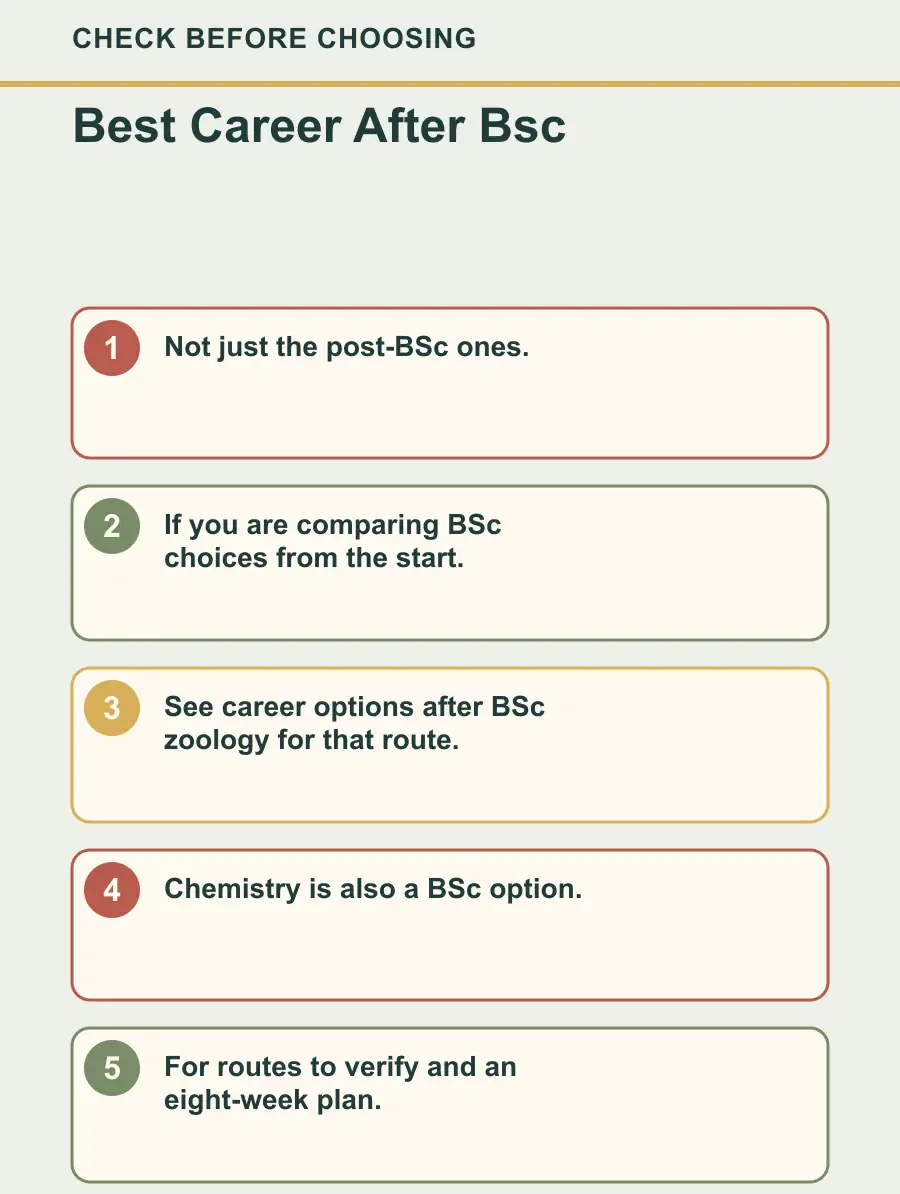 CHECK BEFORE CHOOSING
Best Career After Bsc
1
Not just the post-BSc ones.
2
If you are comparing BSc
choices from the start.
3
See career options after BSc
zoology for that route.
4
Chemistry is also a BSc option.
5
For routes to verify and an
eight-week plan.